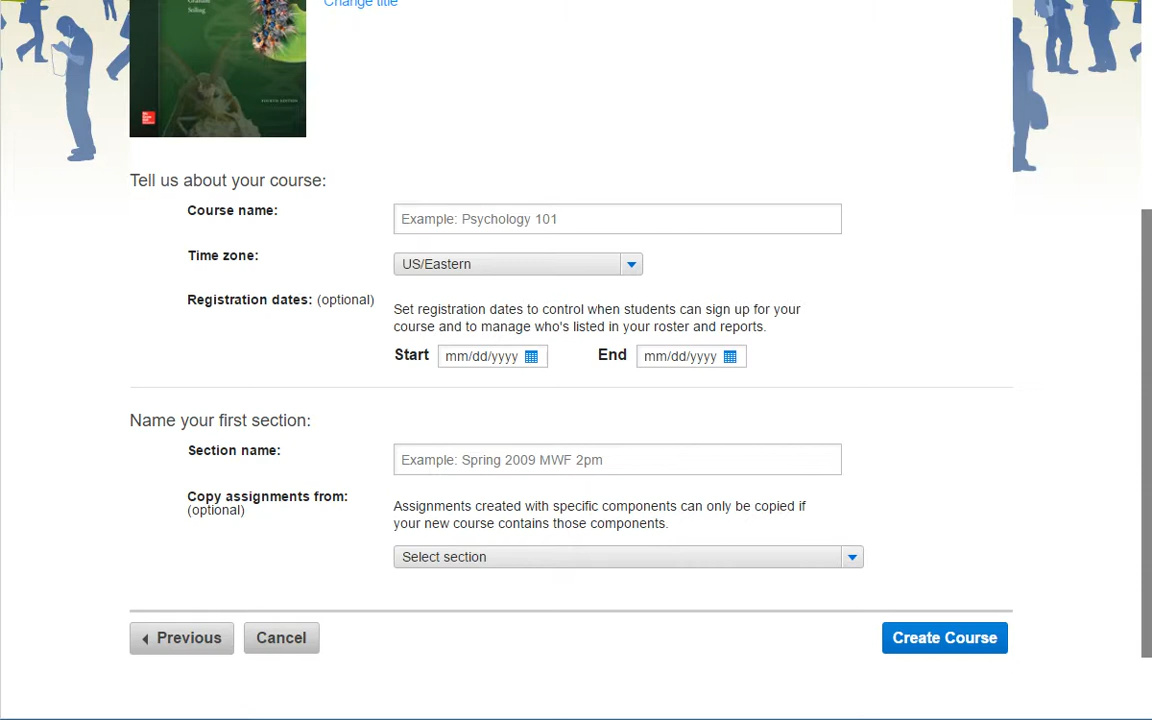 Change title
Stiling
FOURTH EDITION
Tell us about your course:
Course name:
Example: Psychology 101
Time zone:
US/Eastern
Registration dates: (optional)
Set registration dates to control when students can sign up for your
course and to manage who's listed in your roster and reports.
Start mm/dd/yyyy End mm/dd/yyyy
Name your first section:
Section name:
Example: Spring 2009 MWF 2pm
Copy assignments from:
(optional)
Assignments created with specific components can only be copied if
your new course contains those components.
Select section
Previous Cancel Create Course